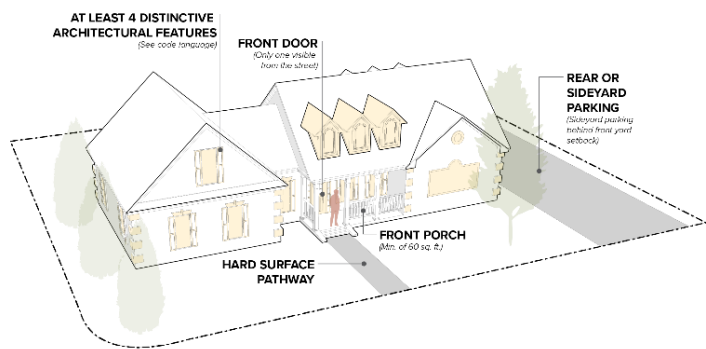 AT LEAST 4 DISTINCTIVE
ARCHITECTURAL FEATURES
(See code language)
FRONT DOOR
(Only one visible
from the street)
REAR OR
SIDEYARD
PARKING
(Sideyard parking
behind front yard
setback)
FRONT PORCH
(Min. of 60 sq. ft.)
HARD SURFACE
PATHWAY